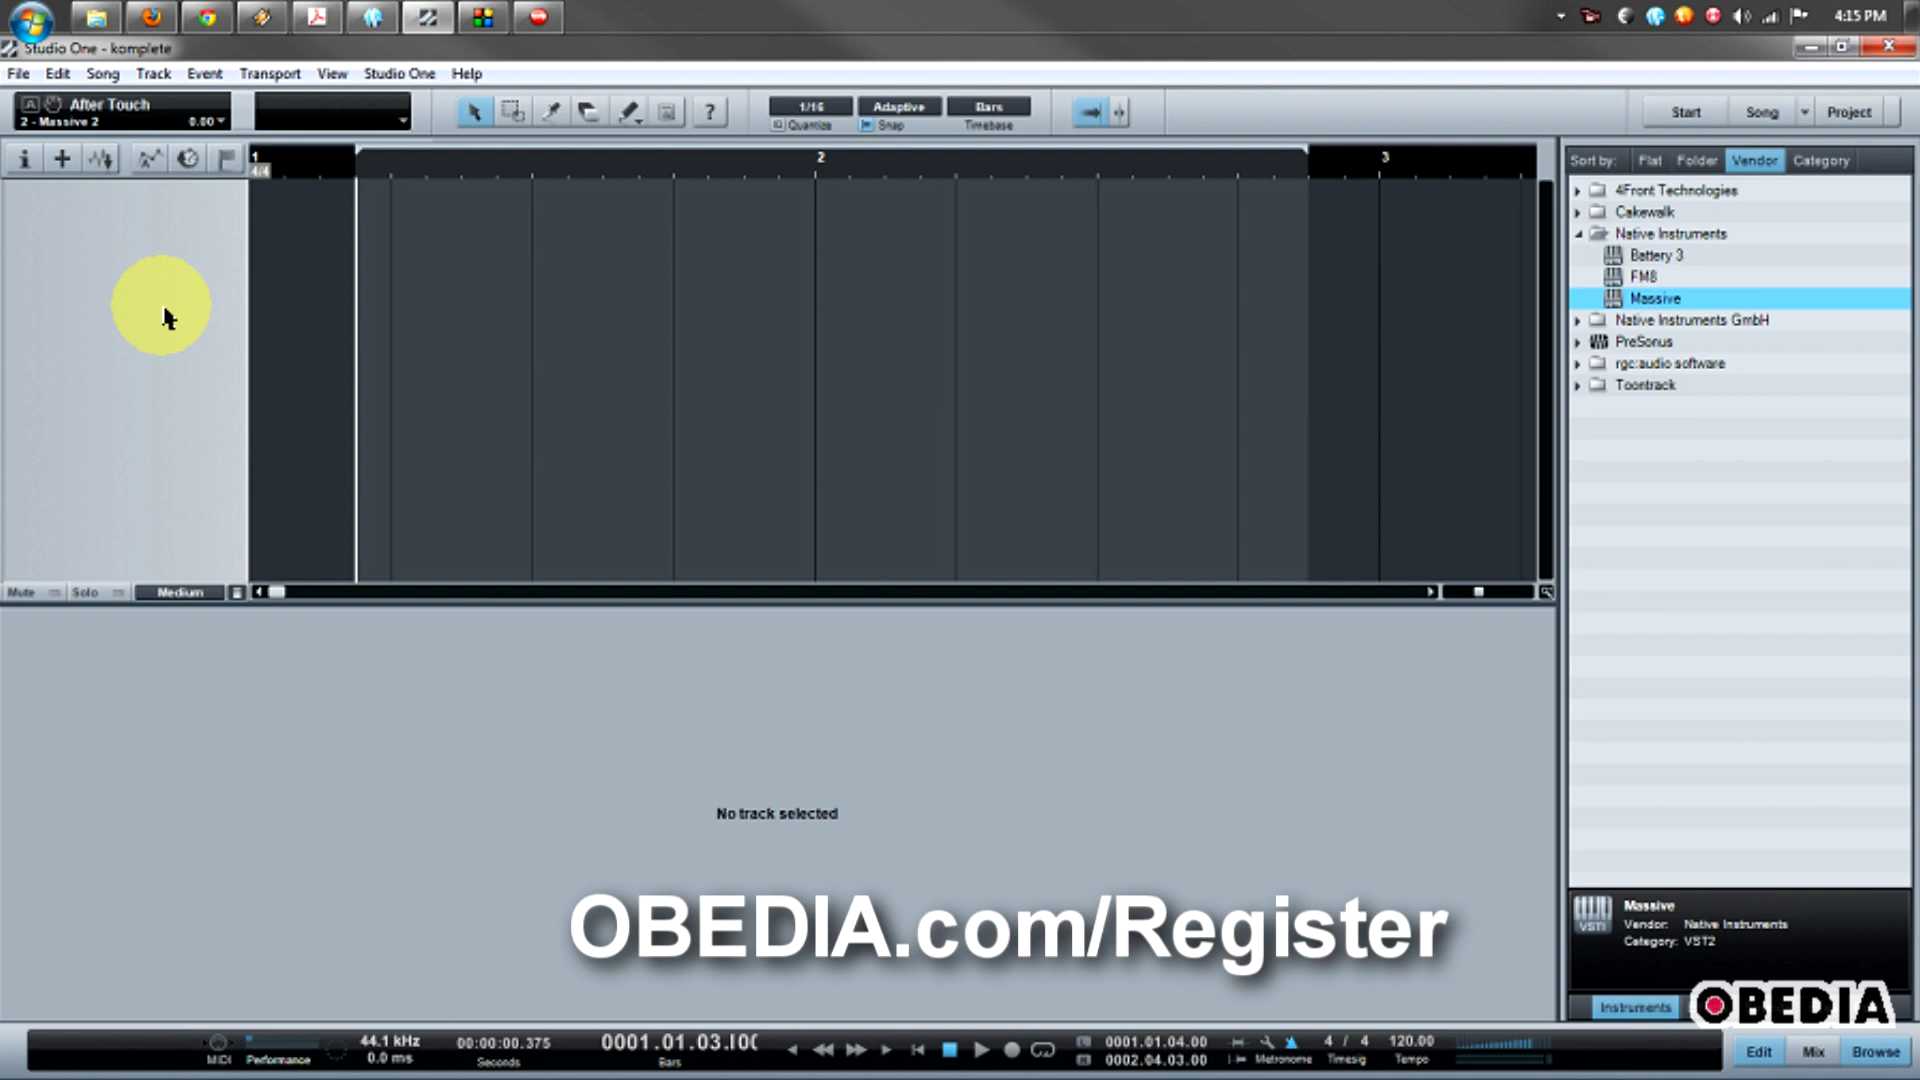 4:15 PM
Studio One - komplete
File Edit Song Track Event Transport View Studio One Help
After Touch
2 - Massive 2 0.00
1/16 Adaptive Bars
Quantize Snap Timebase
Start Song Project
1 2 3
4/4
Sort by: Flat Folder Vendor Category
4Front Technologies
Cakewalk
Native Instruments
Battery 3
FM8
Massive
Native Instruments GmbH
PreSonus
rgc:audio software
Toontrack
Mute Solo Medium
No track selected
OBEDIA.com/Register
Massive
Vendor: Native Instruments
Category: VST2
VSTi
Instruments
OBEDIA
MIDI Performance
44.1 kHz
0.0 ms
00:00:00.375
Seconds
0001.01.03.100
Bars
0001.01.04.00
0002.04.03.00
Metronome
4 / 4
Timesig
120.00
Tempo
Edit Mix Browse